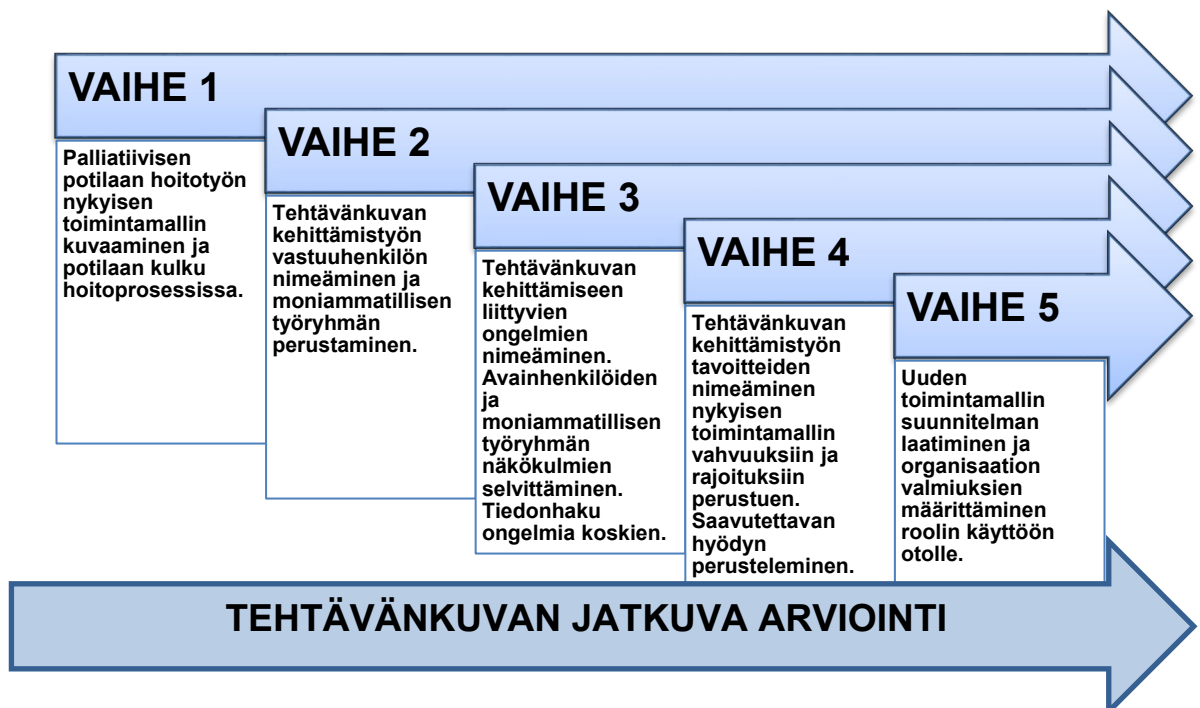 VAIHE 1
Palliatiivisen
potilaan hoitotyön
nykyisen
toimintamallin
kuvaaminen ja
potilaan kulku
hoitoprosessissa.
VAIHE 2
Tehtävänkuvan
kehittämistyön
vastuuhenkilön
nimeäminen ja
moniammatillisen
työryhmän
perustaminen.
VAIHE 3
Tehtävänkuvan
kehittämiseen
liittyvien
ongelmien
nimeäminen.
Avainhenkilöiden
ja
moniammatillisen
työryhmän
näkökulmien
selvittäminen.
Tiedonhaku
ongelmia koskien.
VAIHE 4
Tehtävänkuvan
kehittämistyön
tavoitteiden
nimeäminen
nykyisen
toimintamallin
vahvuuksiin ja
rajoituksiin
perustuen.
Saavutettavan
hyödyn
perusteleminen.
VAIHE 5
Uuden
toimintamallin
suunnitelman
laatiminen ja
organisaation
valmiuksien
määrittäminen
roolin käyttöön
otolle.
TEHTÄVÄNKUVAN JATKUVA ARVIOINTI